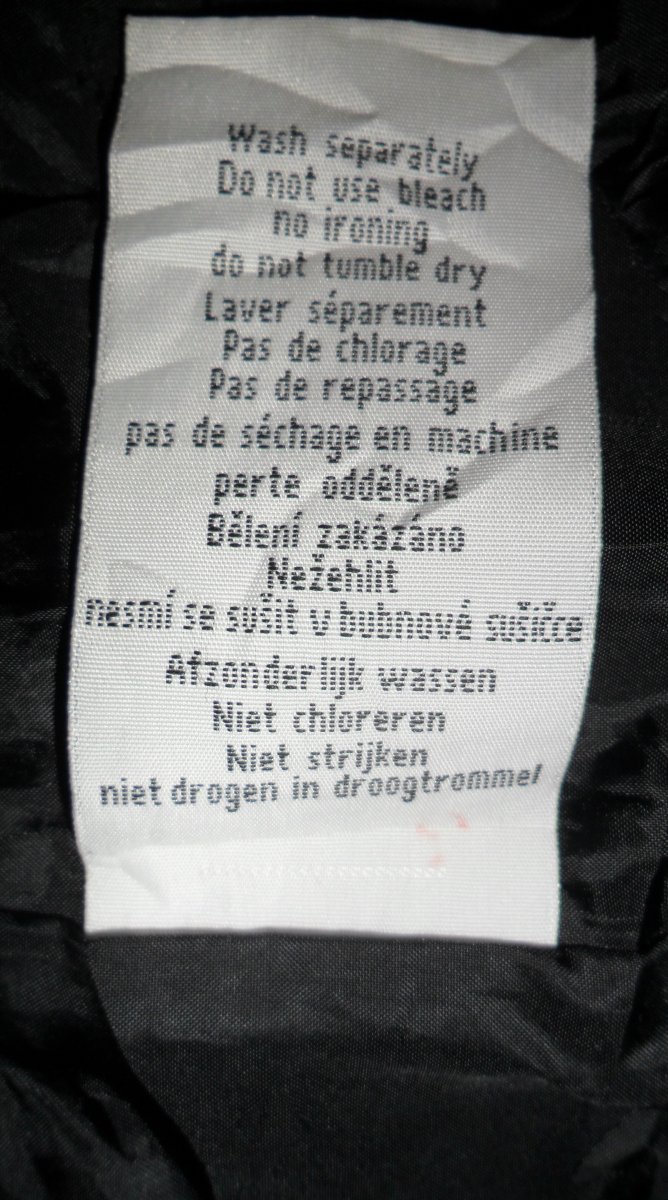 Wash separately
Do not use bleach
no ironing
do not tumble dry
Laver séparement
Pas de chlorage
Pas de repassage
pas de séchage en machine
perte odděleně
Bělení zakázáno
Nežehlit
nesmí se sušit v bubnové sušičce
Afzonderlijk wassen
Niet chloreren
Niet strijken
niet drogen in droogtrommel